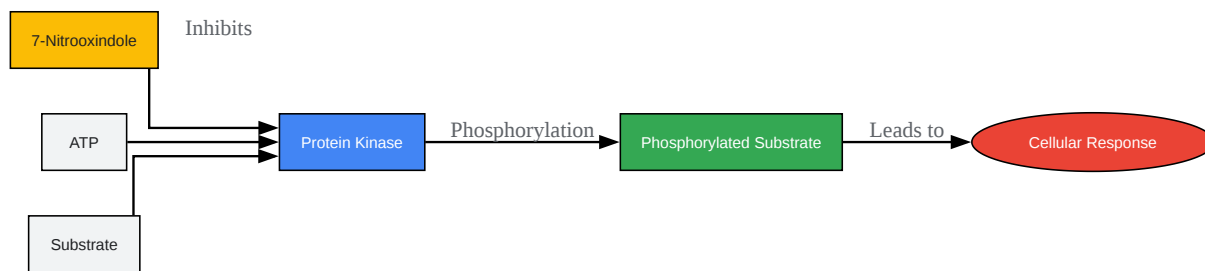 7-Nitrooxindole
Inhibits
ATP
Protein Kinase
Phosphorylation
Phosphorylated Substrate
Leads to
Cellular Response
Substrate